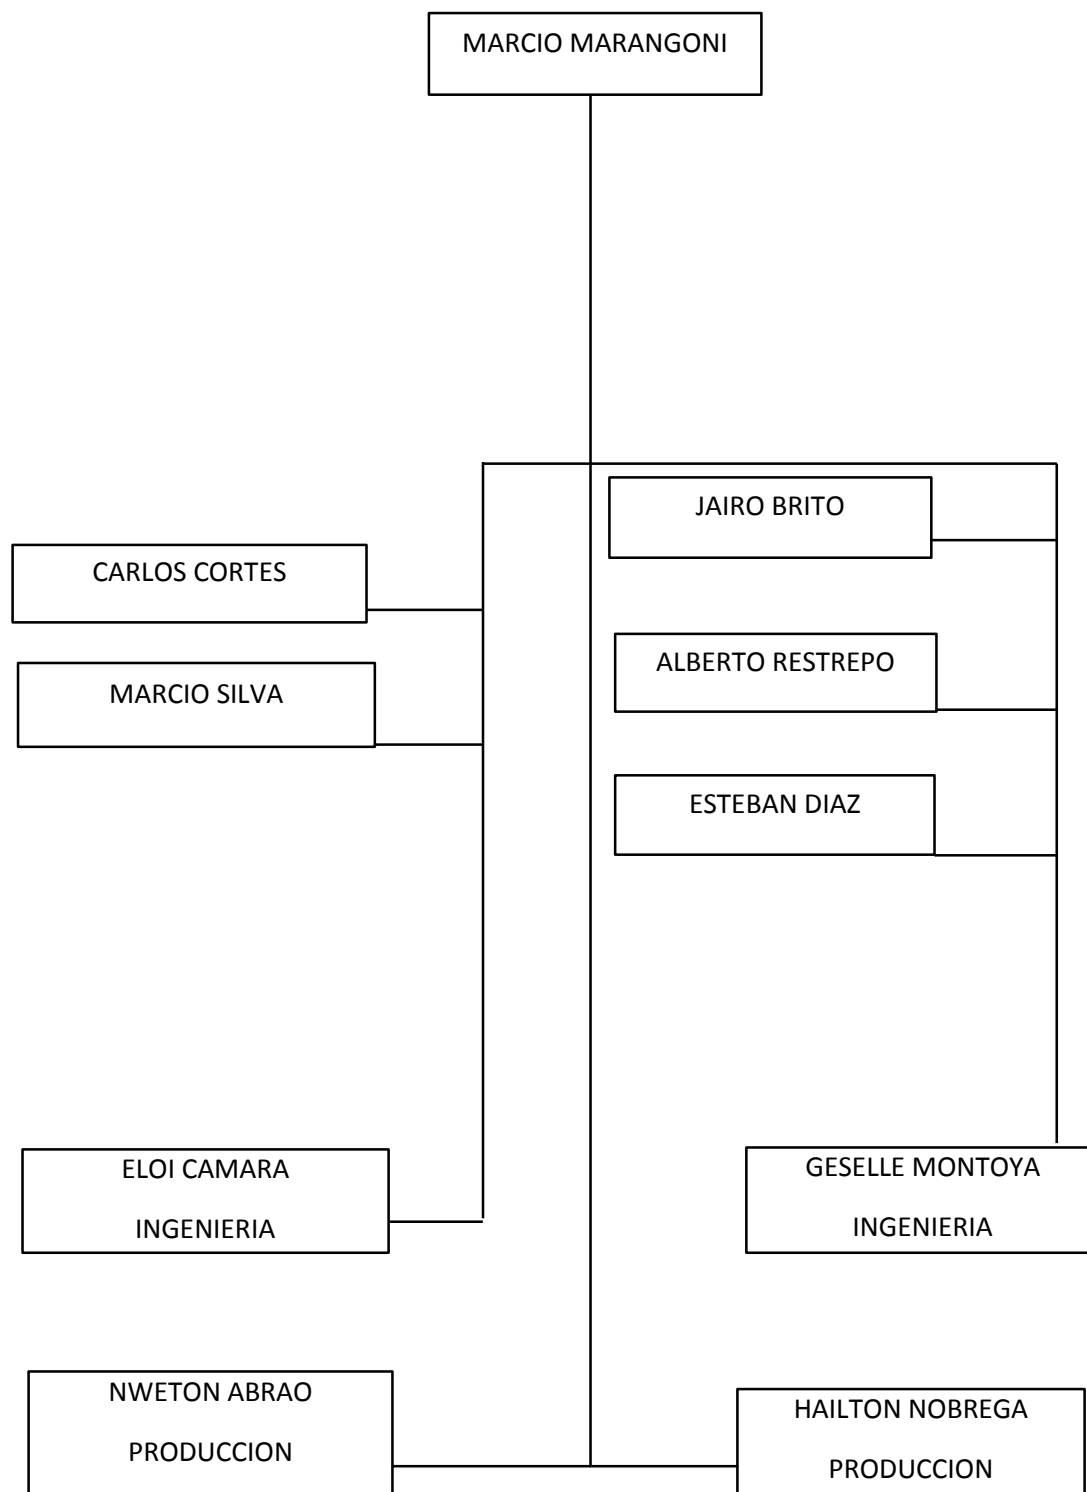 MARCIO MARANGONI
JAIRO BRITO
CARLOS CORTES
ALBERTO RESTREPO
MARCIO SILVA
ESTEBAN DIAZ
ELOI CAMARA
INGENIERIA
GESELLE MONTOYA
INGENIERIA
NWETON ABRAO
PRODUCCION
HAILTON NOBREGA
PRODUCCION